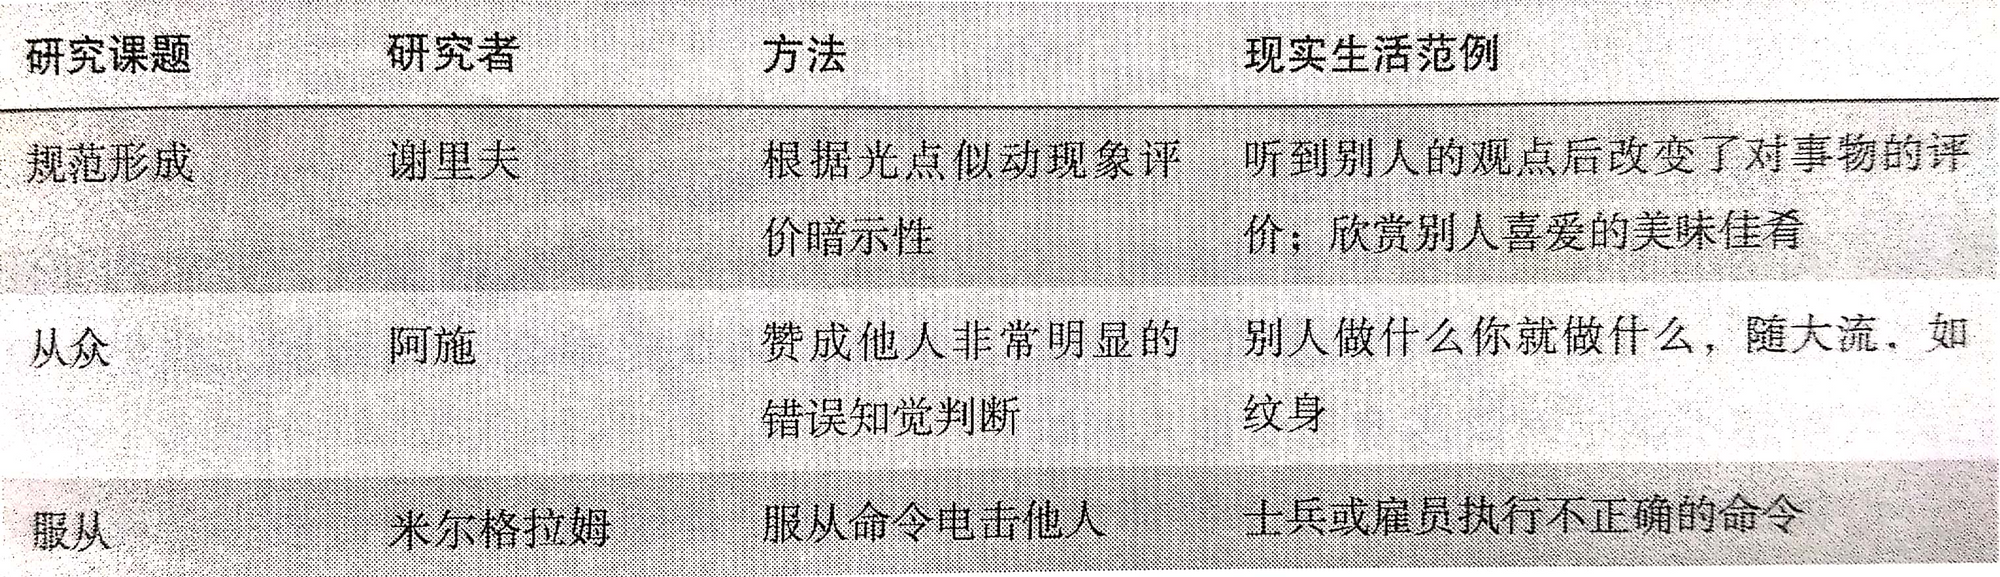 研究课题 研究者 方法 现实生活范例
规范形成 谢里夫 根据光点似动现象评 听到别人的观点后改变了对事物的评
价暗示性 价；欣赏别人喜爱的美味佳肴
从众 阿施 赞成他人非常明显的 别人做什么你就做什么，随大流．如
错误知觉判断 纹身
服从 米尔格拉姆 服从命令电击他人 士兵或雇员执行不正确的命令